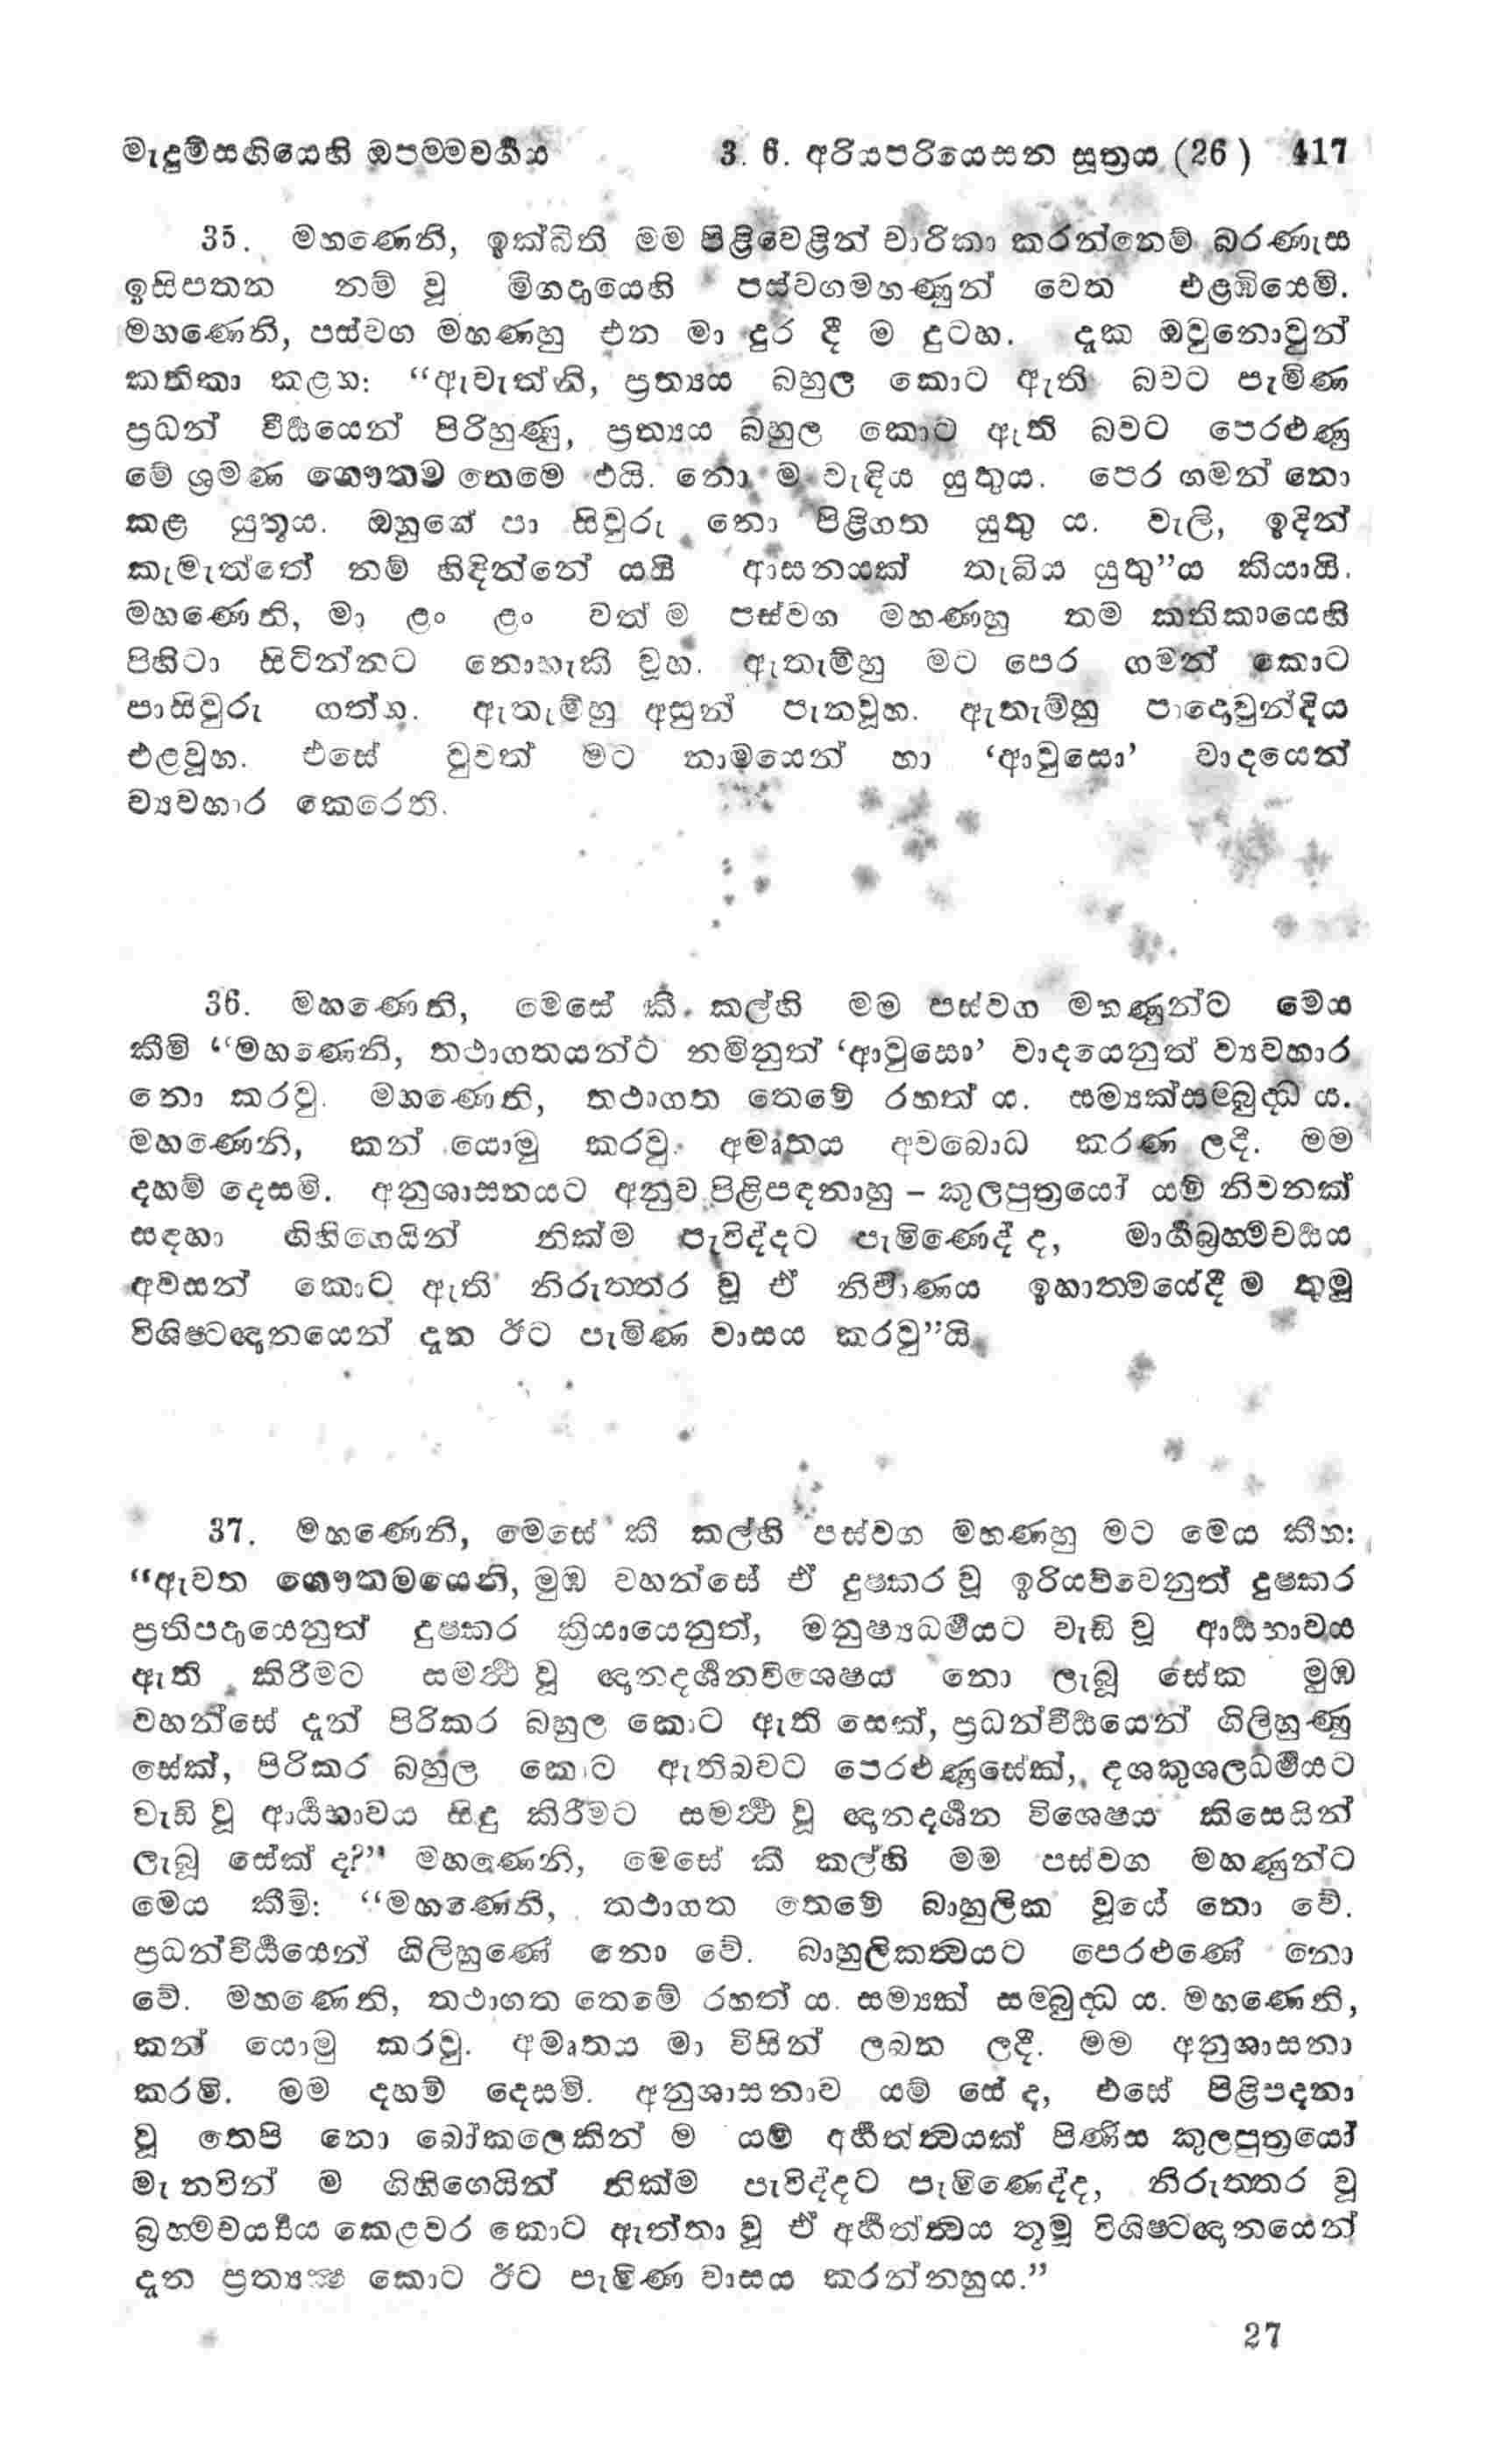 මැදුම්සඟියෙහි ඔපම්මවර්‍ගය 3. 6. අරියපරියෙසන සූත්‍රය (26) 417
35. මහණෙනි, ඉක්බිති මම පිළිවෙළින් චාරිකා කරන්නෙම් බරණැස
ඉසිපතන නම් වූ මිගදායෙහි පස්වගමහණුන් වෙත එළඹියෙමි.
මහණෙනි, පස්වග මහණහු එන මා දුර දී ම දුටහ. දැක ඔවුනොවුන්
කතිකා කළහ: “ඇවැත්නි, ප්‍රත්‍යය බහුල කොට ඇති බවට පැමිණ
ප්‍රධන් වීර්‍ය්‍යයෙන් පිරිහුණු, ප්‍රත්‍යය බහුල කොට ඇති බවට පෙරළුණු
මේ ශ්‍රමණ ගෞතම තෙමෙ එයි. නො ම වැඳිය යුතුය. පෙර ගමන් නො
කළ යුතුය. ඔහුගේ පා සිවුරු නො පිළිගත යුතු ය. වැලි, ඉදින්
කැමැත්තේ නම් හිඳින්නේ යයි ආසනයක් තැබිය යුතු”ය කියායි.
මහණෙනි, මා ළං ළං වත් ම පස්වග මහණහු තම කතිකායෙහි
පිහිටා සිටින්නට නොහැකි වූහ. ඇතැම්හු මට පෙර ගමන් කොට
පාසිවුරු ගත්හ. ඇතැම්හු අසුන් පැනවූහ. ඇතැම්හු පාදොවුන්දිය
එළවූහ. එසේ වුවත් මට නාමයෙන් හා ‘ආවුසො’ වාදයෙන්
ව්‍යවහාර කෙරෙති.
36. මහණෙනි, මෙසේ කී කල්හි මම පස්වග මහණුන්ට මෙය
කීමි “මහණෙනි, තථාගතයන්ට නමිනුත් ‘ආවුසො’ වාදයෙනුත් ව්‍යවහාර
නො කරවු. මහණෙනි, තථාගත තෙමේ රහත් ය. සම්‍යක්සම්බුද්ධ ය.
මහණෙනි, කන් යොමු කරවු. අමෘතය අවබොධ කරණ ලදි. මම
දහම් දෙසමි. අනුශාසනයට අනුව පිළිපඳනාහු – කුලපුත්‍රයෝ යම් නිවනක්
සඳහා ගිහිගෙයින් නික්ම පැවිද්දට පැමිණෙද් ද, මාර්‍ගබ්‍රහ්මචර්‍ය්‍යය
අවසන් කොට ඇති නිරුත්තර වූ ඒ නිර්‍වාණය ඉහාත්මයේදී ම තුමූ
විශිෂ්ටඥානයෙන් දැන ඊට පැමිණ වාසය කරවු”යි.
37. මහණෙනි, මෙසේ කී කල්හි පස්වග මහණහු මට මෙය කීහ:
“ඇවත ගෞතමයෙනි, මුඹ වහන්සේ ඒ දුෂ්කර වූ ඉරියව්වෙනුත් දුෂ්කර
ප්‍රතිපදායෙනුත් දුෂ්කර ක්‍රියායෙනුත්, මනුෂ්‍යධර්‍මයට වැඩි වූ ආර්‍ය්‍යභාවය
ඇති කිරීමට සමර්‍ත්‍ථ වූ ඥානදර්‍ශනවිශෙෂය නො ලැබූ සේක මුඹ
වහන්සේ දැන් පිරිකර බහුල කොට ඇති සෙක්, ප්‍රධන්වීර්‍ය්‍යයෙන් ගිලිහුණු
සේක්, පිරිකර බහුල කොට ඇතිබවට පෙරළුණුසේක්, දශකුශලධර්‍මයට
වැඩි වූ ආර්‍ය්‍යභාවය සිදු කිරීමට සමර්‍ත්‍ථ වූ ඥානදර්‍ශන විශෙෂය කිසෙයින්
ලැබූ සේක් ද?” මහණෙනි, මෙසේ කී කල්හි මම පස්වග මහණුන්ට
මෙය කීමි: “මහණෙනි, තථාගත තෙමේ බාහුලික වූයේ නො වේ.
ප්‍රධන්වීර්‍ය්‍යයෙන් ගිලිහුණේ නො වේ. බාහුලිකත්‍වයට පෙරළුණේ නො
වේ. මහණෙනි, තථාගත තෙමේ රහත් ය. සම්‍යක් සම්බුද්ධ ය. මහණෙනි,
කන් යොමු කරවු. අමෘතය මා විසින් ලබන ලදී. මම අනුශාසනා
කරමි. මම දහම් දෙසමි. අනුශාසනාව යම් සේ ද, එසේ පිළිපදනා
වූ තෙපි නො බෝකලෙකින් ම යම් අර්‍හත්ත්‍වයක් පිණිස කුලපුත්‍රයෝ
මැනවින් ම ගිහිගෙයින් නික්ම පැවිද්දට පැමිණෙද්ද, නිරුත්තර වූ
බ්‍රහ්මචර්‍ය්‍යය කෙළවර කොට ඇත්තා වූ ඒ අර්‍හත්ත්‍වය තුමූ විශිෂ්ටඥානයෙන්
දැන ප්‍රත්‍යක්‍ෂ කොට ඊට පැමිණ වාසය කරන්නහුය.”
27